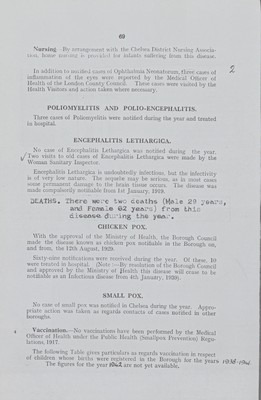 69
Nursing.—By arrangement with the Chelsea District Nursing Associa-
tion, home nursing is provided for infants suffering from this disease.
In addition to notified cases of Ophthalmia Neonatorum, three cases of
inflammation of the eyes were reported by the Medical Officer of
Health of the London County Council. These cases were visited by the
Health Visitors and action taken where necessary.
2
POLIOMYELITIS AND POLIO-ENCEPHALITIS.
Three cases of Poliomyelitis were notified during the year and treated
in hospital.
ENCEPHALITIS LETHARGICA.
No case of Encephalitis Lethargica was notified during the year.
Two visits to old cases of Encephalitis Lethargica were made by the
Woman Sanitary Inspector.
Encephalitis Lethargica is undoubtedly infectious, but the infectivity
is of very low nature. The sequelæ may be serious, as in most cases
some permanent damage to the brain tissue occurs. The disease was
made compulsorily notifiable from 1st January, 1919.
DEATHS. There were two deaths (Male 29 years,
and Female 62 years) from this
disease during the year.
CHICKEN POX.
With the approval of the Ministry of Health, the Borough Council
made the disease known as chicken pox notifiable in the Borough on,
and from, the 12th August, 1929.
Sixty-nine notifications were received during the year. Of these, 10
were treated in hospital. (Note—By resolution of the Borough Council
and approved by the Ministry of Health this disease will cease to be
notifiable as an Infectious disease from 4th January, 1939).
SMALL POX.
No case of small pox was notified in Chelsea during the year. Appro-
priate action was taken as regards contacts of cases notified in other
boroughs.
Vaccination.—No vaccinations have been performed by the Medical
Officer of Health under the Public Health (Smallpox Prevention) Regu-
lations, 1917.
The following Table gives particulars as regards vaccination in respect
of children whose births were registered in the Borough for the years
The figures for year are not yet available.